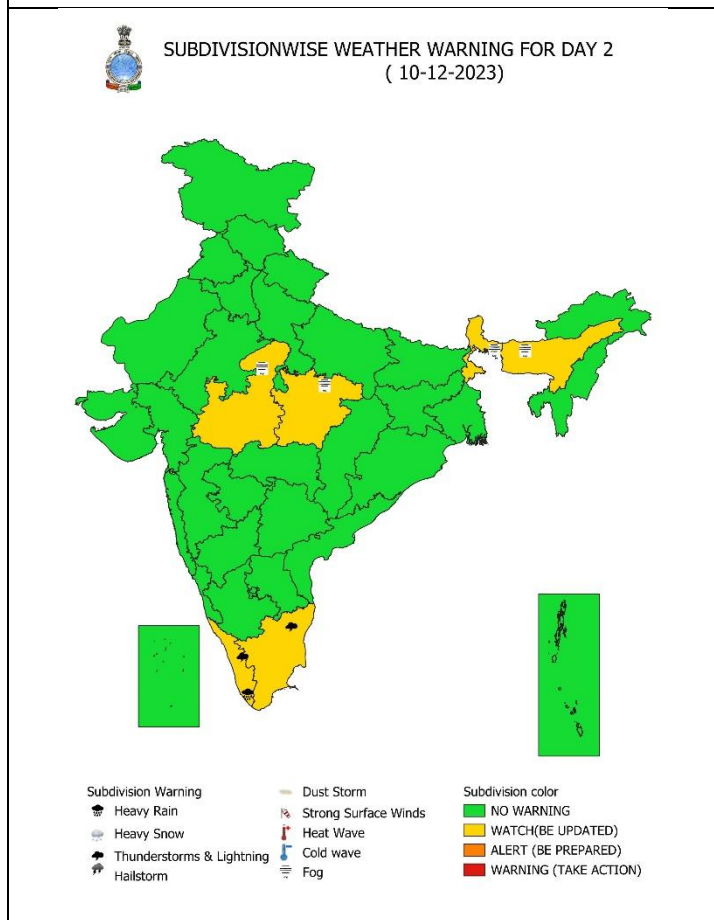 SUBDIVISIONWISE WEATHER WARNING FOR DAY 2
( 10-12-2023)
Subdivision Warning
Heavy Rain
Heavy Snow
Thunderstorms & Lightning
Hailstorm
Dust Storm
Strong Surface Winds
Heat Wave
Cold wave
Fog
Subdivision color
NO WARNING
WATCH(BE UPDATED)
ALERT (BE PREPARED)
WARNING (TAKE ACTION)